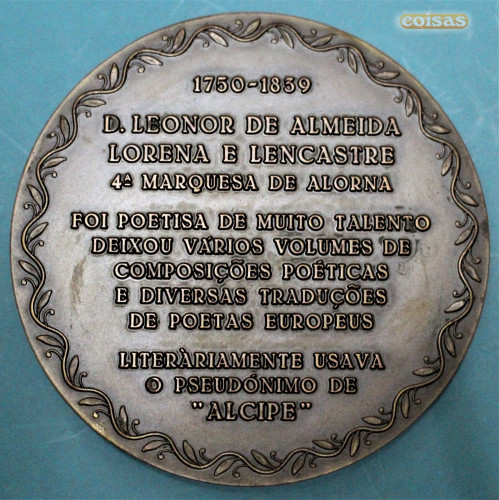 coisas
1750-1839
D. LEONOR DE ALMEIDA
LORENA E LENCASTRE
4ª MARQUESA DE ALORNA
FOI POETISA DE MUITO TALENTO
DEIXOU VÁRIOS VOLUMES DE
COMPOSIÇÕES POÉTICAS
E DIVERSAS TRADUÇÕES
DE POETAS EUROPEUS
LITERÀRIAMENTE USAVA
O PSEUDÓNIMO DE
"ALCIPE"